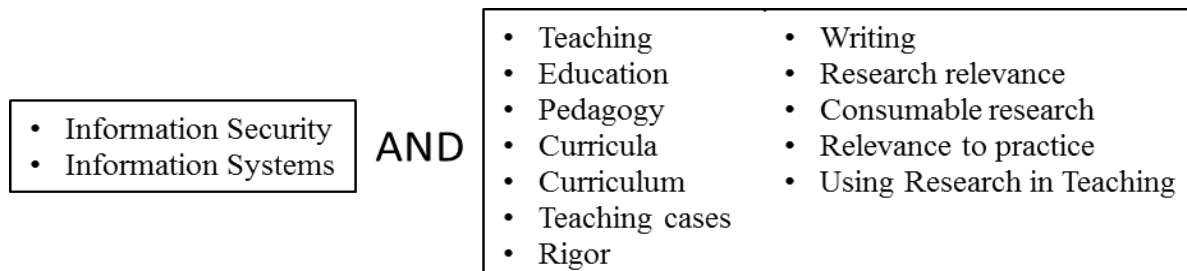 • Information Security
• Information Systems
AND
• Teaching
• Education
• Pedagogy
• Curricula
• Curriculum
• Teaching cases
• Rigor
• Writing
• Research relevance
• Consumable research
• Relevance to practice
• Using Research in Teaching